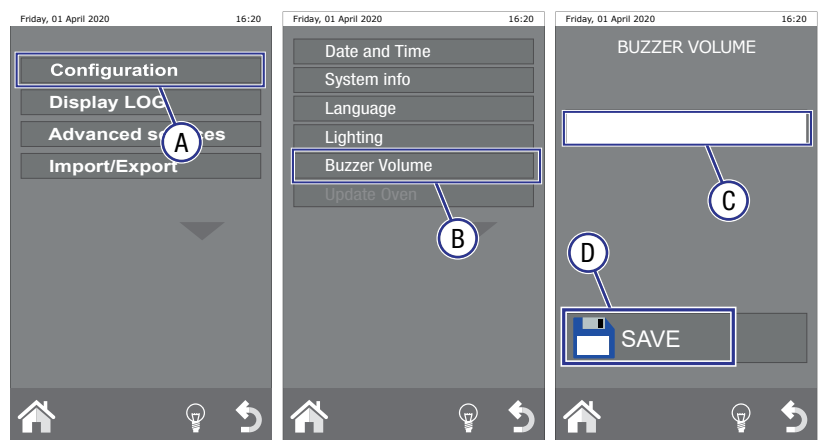 Friday, 01 April 2020 16:20
Configuration
Display LOG
Advanced
Import/Export
A
Friday, 01 April 2020 16:20
Date and Time
System info
Language
Lighting
Buzzer Volume
Update Oven
B
Friday, 01 April 2020 16:20
BUZZER VOLUME
C
D
SAVE